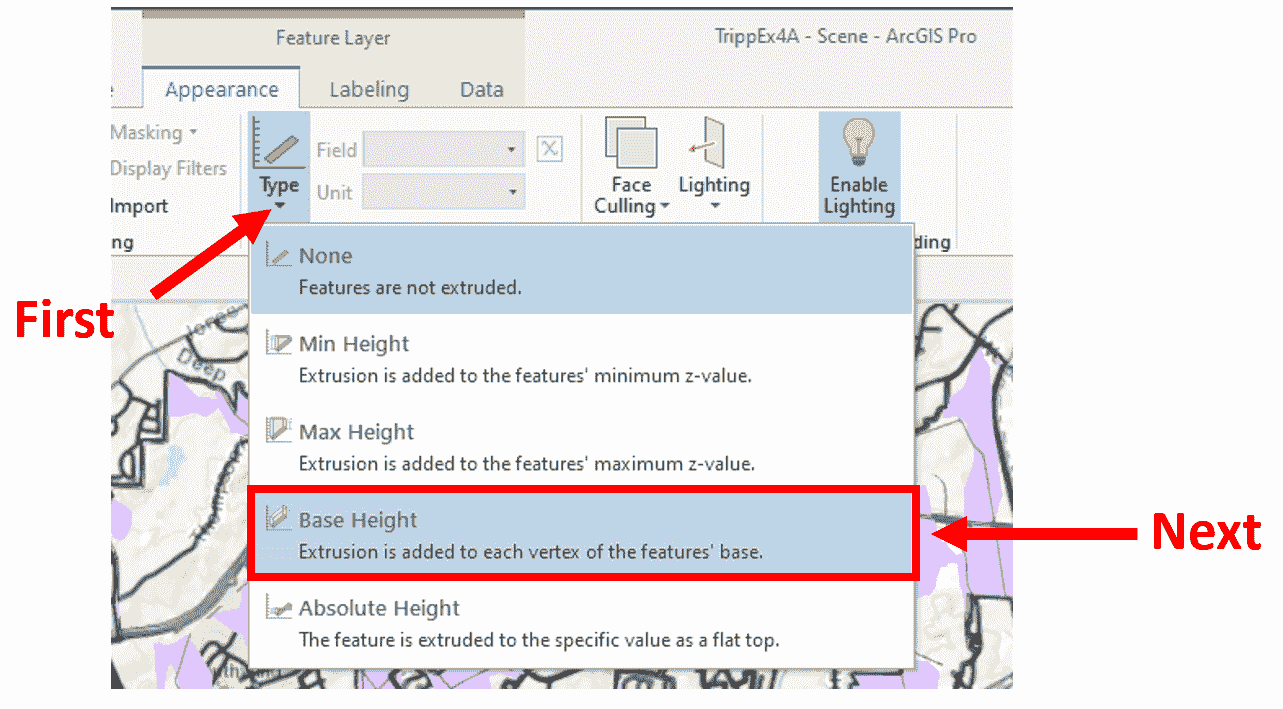 Feature Layer
TrippEx4A - Scene - ArcGIS Pro
Appearance Labeling Data
Masking
Display Filters
Import
ng
Type
Field
Unit
Face
Culling
Lighting
Enable
Lighting
ding
First
None
Features are not extruded.
Min Height
Extrusion is added to the features' minimum z-value.
Max Height
Extrusion is added to the features' maximum z-value.
Base Height
Extrusion is added to each vertex of the features' base.
Next
Absolute Height
The feature is extruded to the specific value as a flat top.
Deep